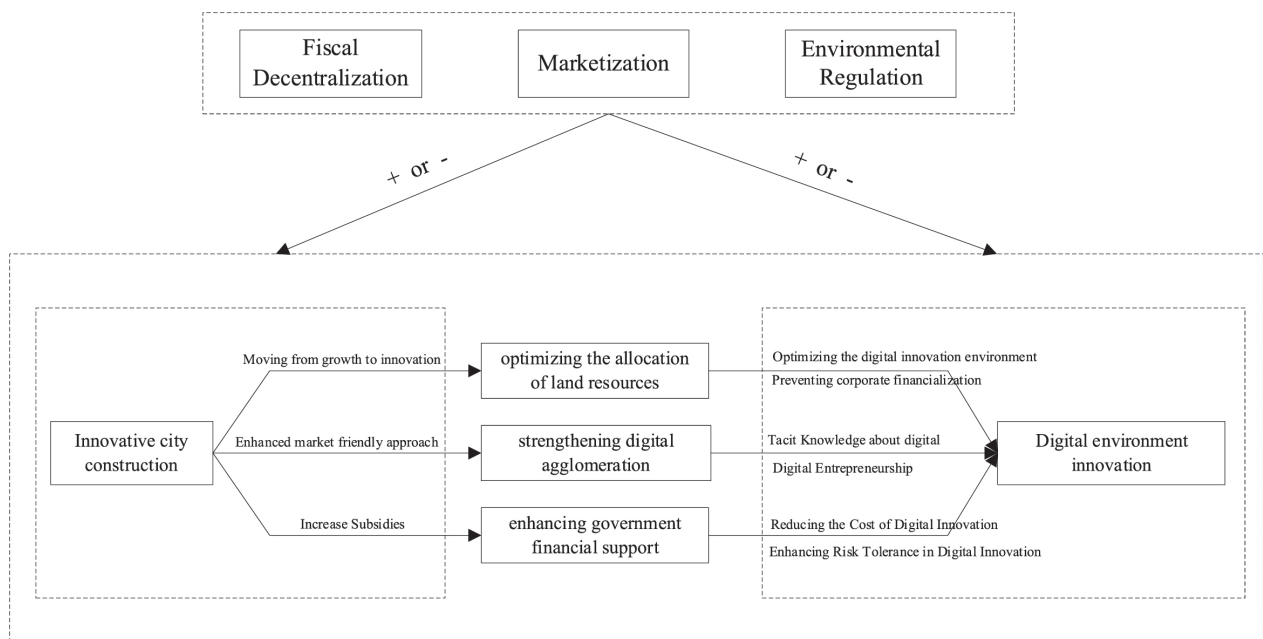 Fiscal
Decentralization
Marketization
Environmental
Regulation
+ or -
+ or -
Moving from growth to innovation
optimizing the allocation
of land resources
Optimizing the digital innovation environment
Preventing corporate financialization
Innovative city
construction
Enhanced market friendly approach
strengthening digital
agglomeration
Tacit Knowledge about digital
Digital Entrepreneurship
Digital environment
innovation
Increase Subsidies
enhancing government
financial support
Reducing the Cost of Digital Innovation
Enhancing Risk Tolerance in Digital Innovation